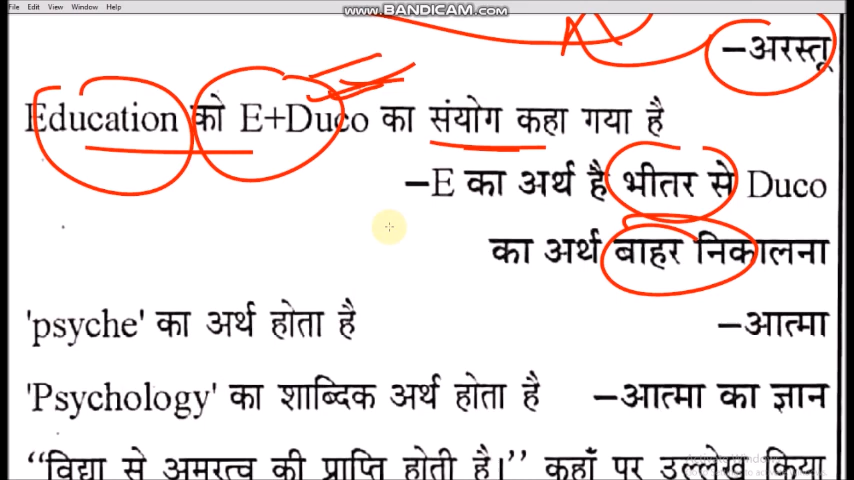 File Edit View Window Help
www.BANDICAM.com
–अरस्तू
Education को E+Duco का संयोग कहा गया है
–E का अर्थ है भीतर से Duco
का अर्थ बाहर निकालना
'psyche' का अर्थ होता है –आत्मा
'Psychology' का शाब्दिक अर्थ होता है –आत्मा का ज्ञान
“विद्या से अमरत्व की प्राप्ति होती है।” कहाँ पर उल्लेख किया